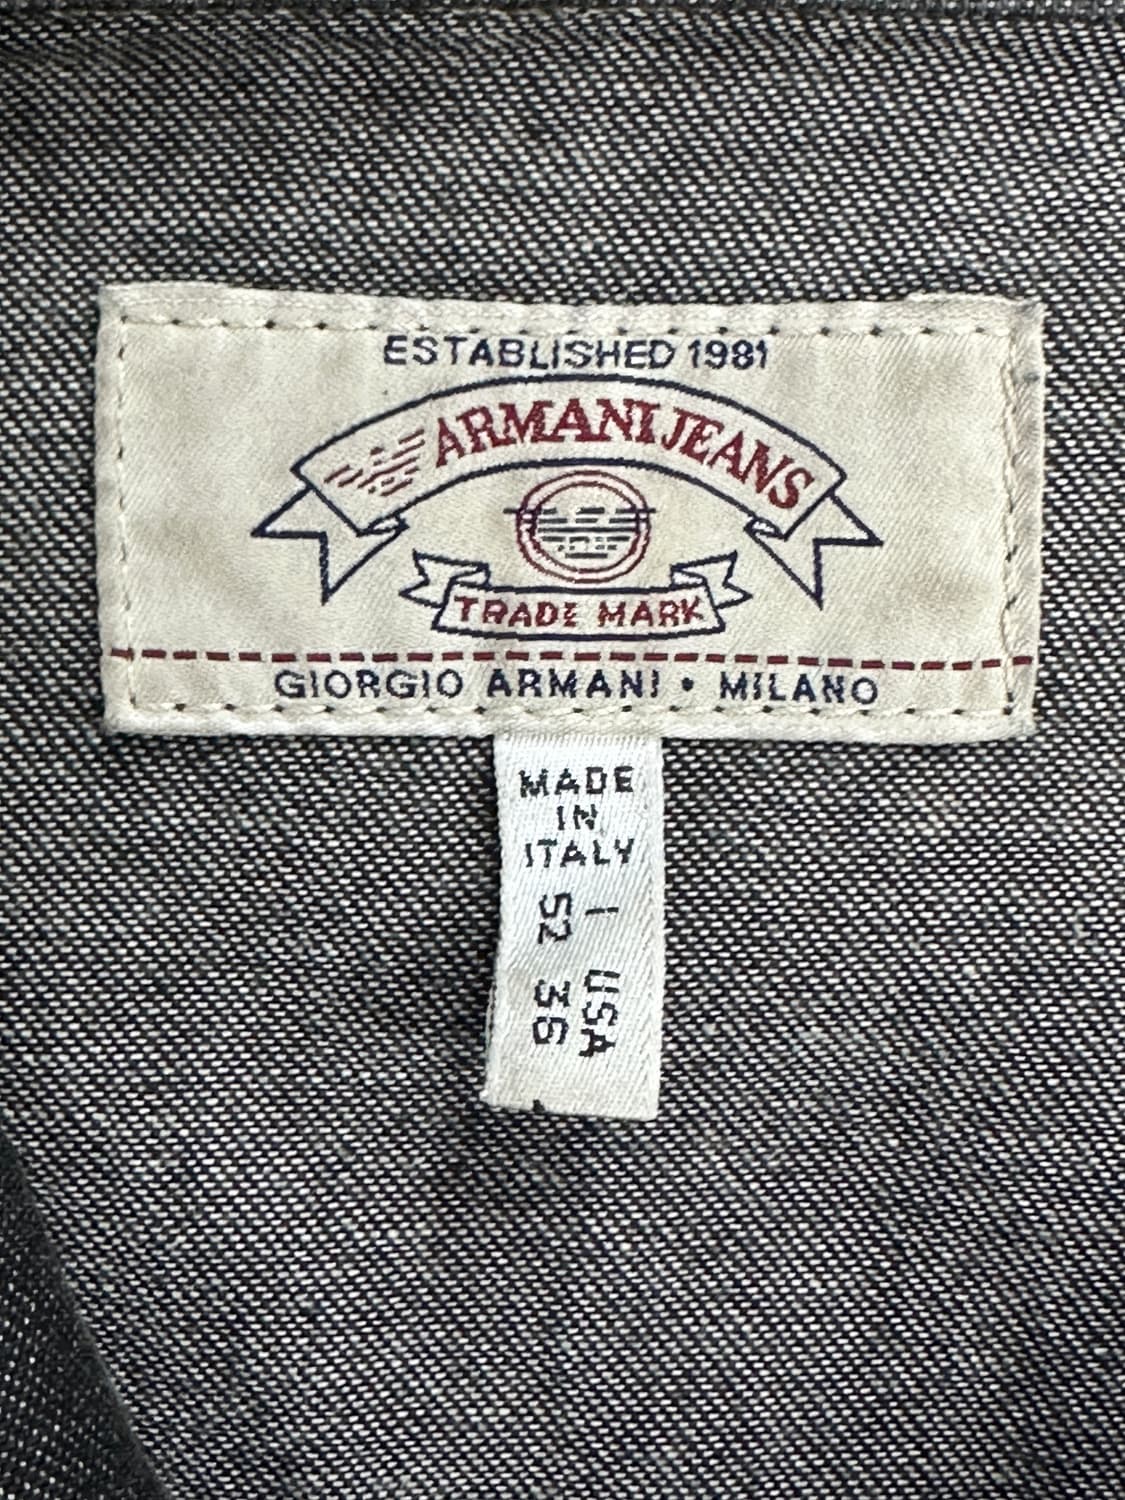 ESTABLISHED 1981
ARMANI JEANS
TRADE MARK
GIORGIO ARMANI • MILANO
MADE
IN
ITALY
I USA
52 36